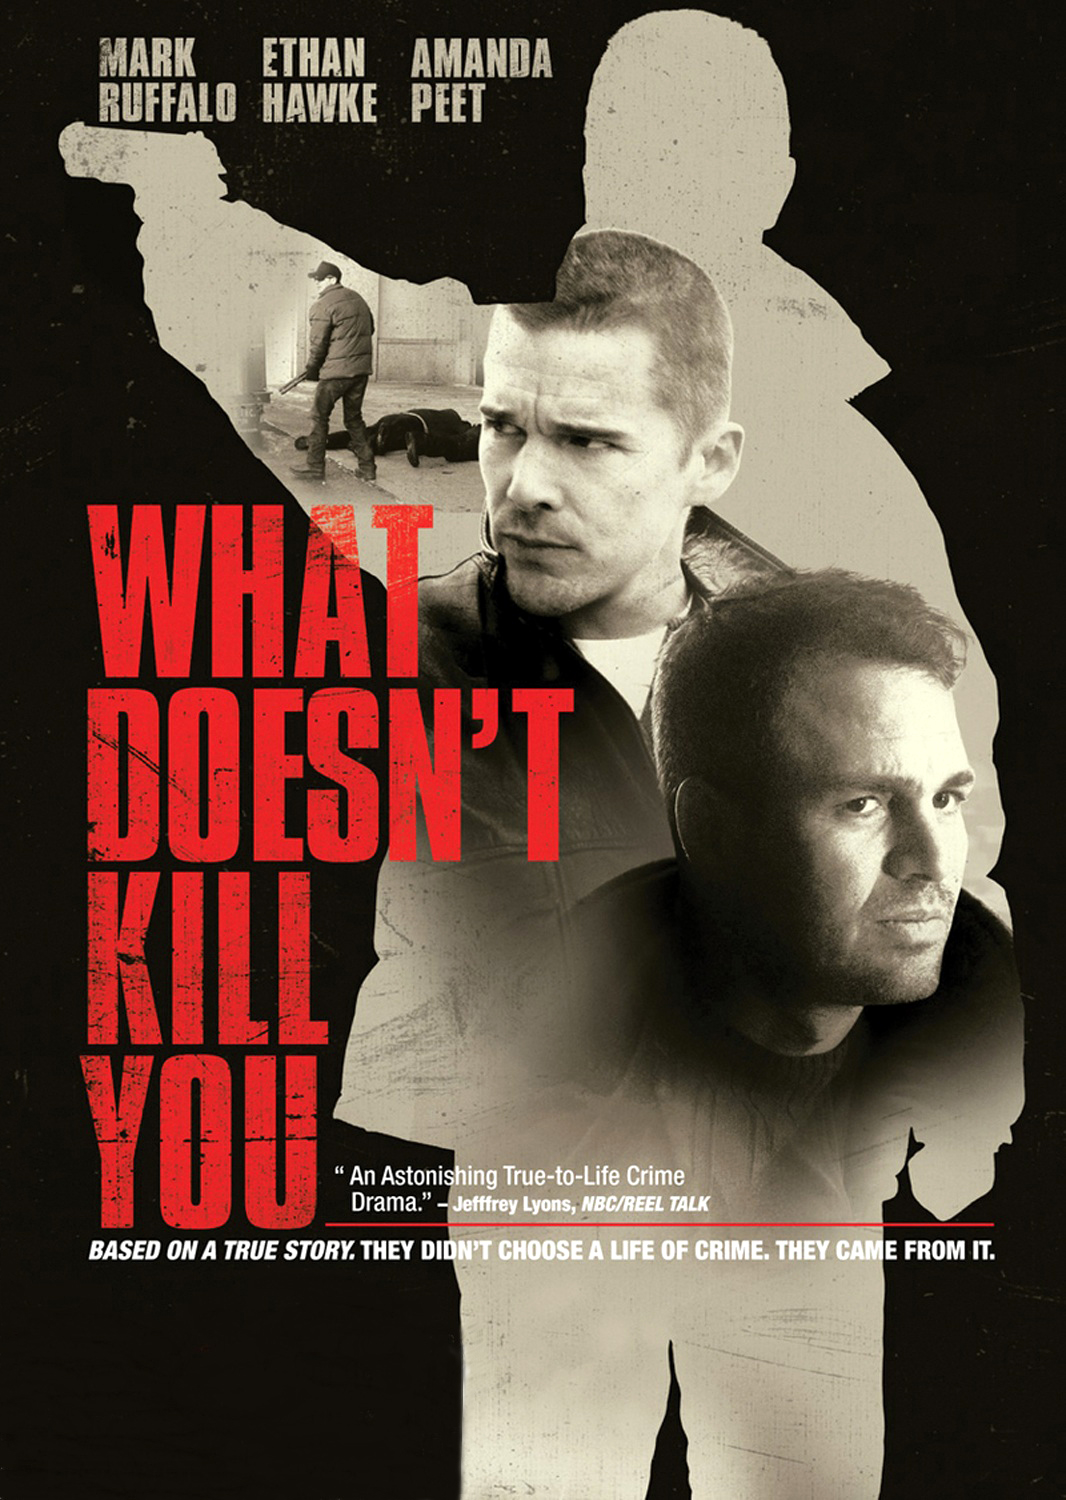 MARK ETHAN AMANDA
RUFFALO HAWKE PEET
WHAT
DOESN'T
KILL
YOU
“ An Astonishing True-to-Life Crime
Drama.” – Jefffrey Lyons, NBC/REEL TALK
BASED ON A TRUE STORY. THEY DIDN'T CHOOSE A LIFE OF CRIME. THEY CAME FROM IT.